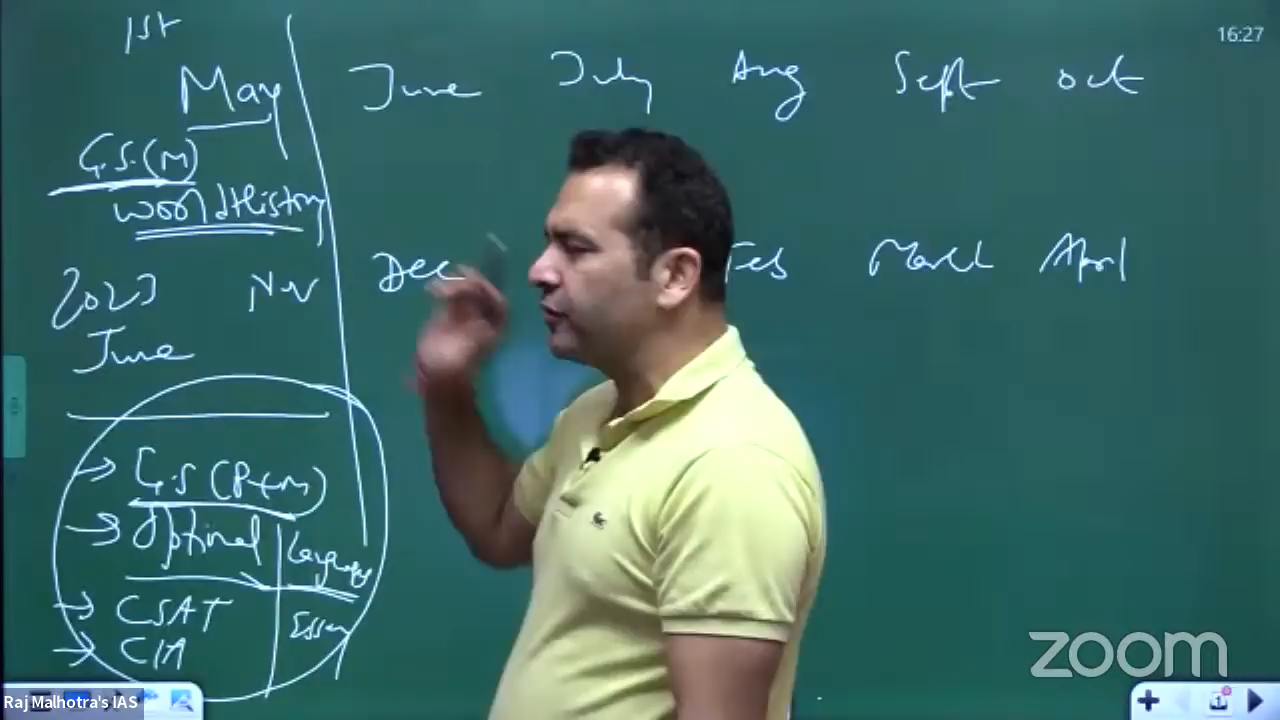 1st
16:27
May June July Aug Sept Oct
G.S.(M)
World History
2023 Nov Dec Feb March April
June
→ G.S (P+M)
→ Optional Language
→ CSAT Essay
→ C/A
zoom
Raj Malhotra's IAS